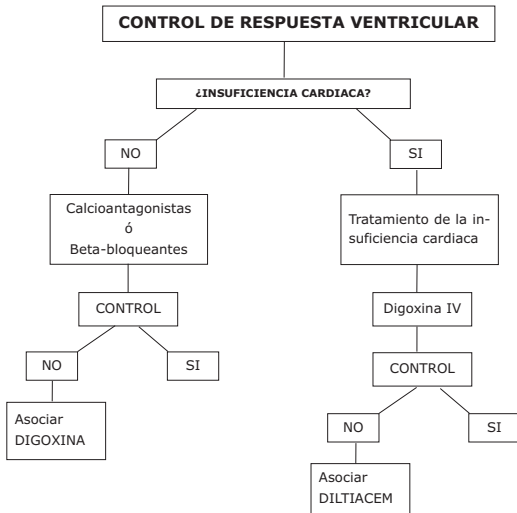 CONTROL DE RESPUESTA VENTRICULAR
¿INSUFICIENCIA CARDIACA?
NO
SI
Calcioantagonistas
ó
Beta-bloqueantes
Tratamiento de la in-
suficiencia cardiaca
CONTROL
Digoxina IV
NO
SI
CONTROL
Asociar
DIGOXINA
NO
SI
Asociar
DILTIACEM